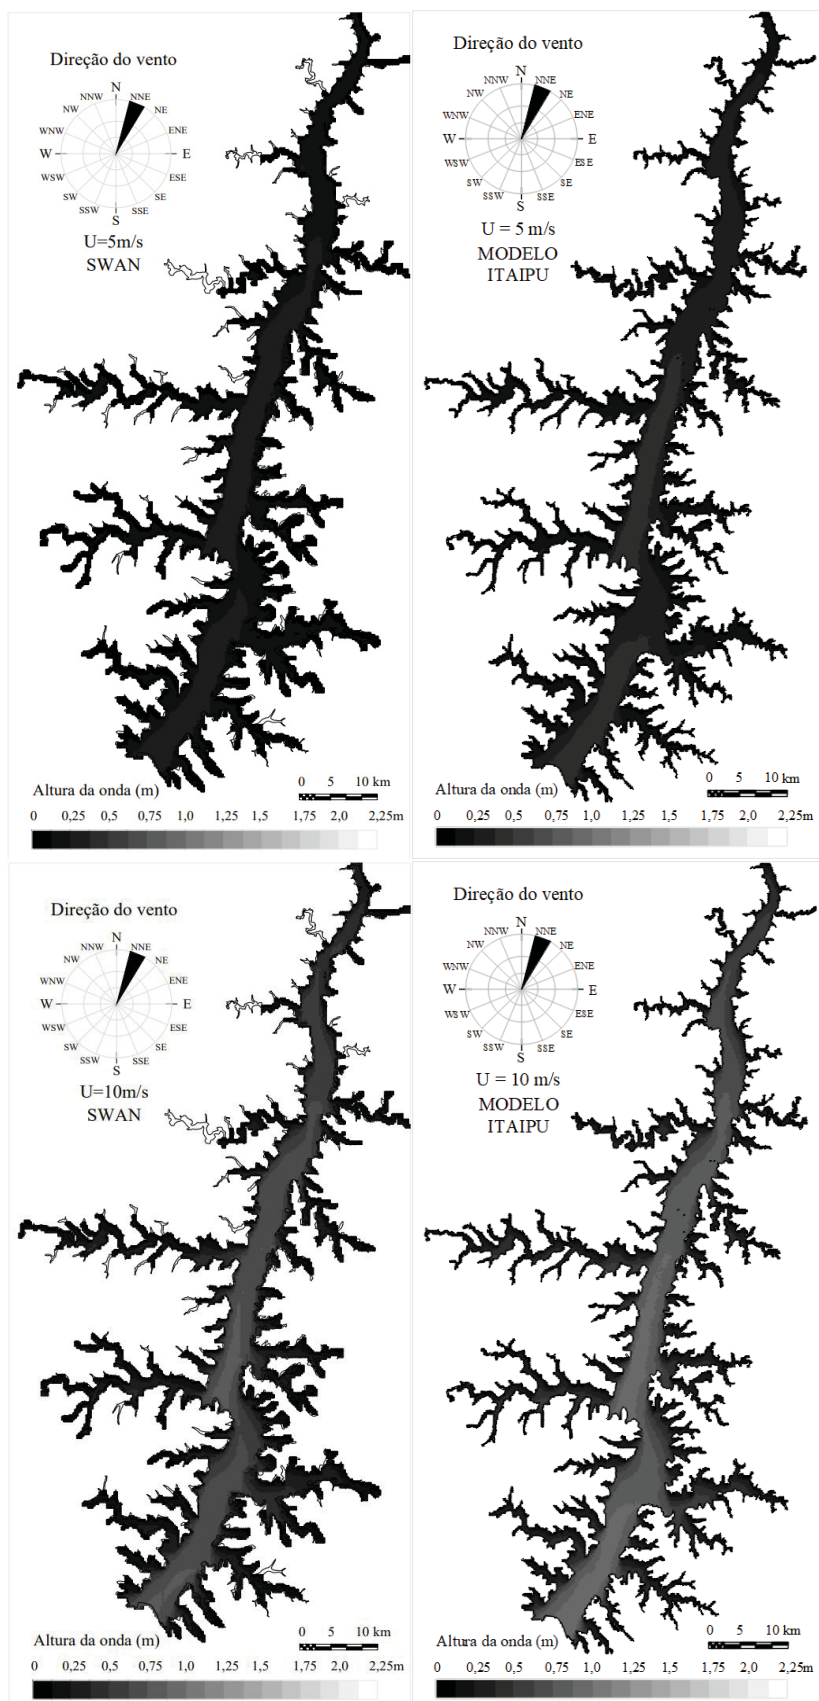 Direção do vento
N
NNW NNE
NW NE
WNW ENE
W E
WSW ESE
SW SE
SSW SSE
S
U=5m/s
SWAN
Altura da onda (m)
0 5 10 km
0 0,25 0,75 1,0 1,25 1,5 1,75 2,0 2,25m
Direção do vento
N
NNW NNE
NW NE
WNW ENE
W E
WSW ESE
SW SE
SSW SSE
S
U = 5 m/s
MODELO
ITAIPU
Altura da onda (m)
0 5 10 km
0 0,25 0,75 1,0 1.25 1,5 1,75 2,0 2,25m
Direção do vento
N
NNW NNE
NW NE
WNW ENE
W E
WSW ESE
SW SE
SSW SSE
S
U=10m/s
SWAN
Altura da onda (m)
0 5 10 km
0 0,25 0,75 1,0 1.25 1,5 1,75 2,0 2,25m
Direção do vento
N
NNW NNE
NW NE
WNW ENE
W E
WSW ESE
SW SE
SSW SSE
S
U = 10 m/s
MODELO
ITAIPU
Altura da onda (m)
0 5 10 km
0 0,25 0,75 1,0 1.25 1,5 1,75 2,0 2,25m